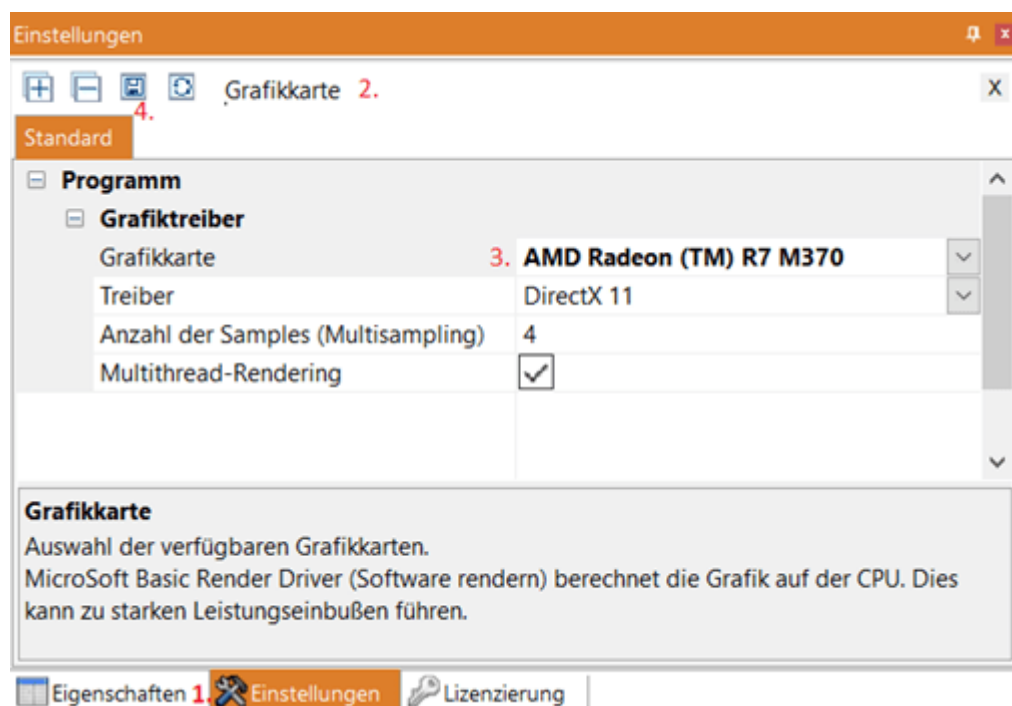 Einstellungen
x
Grafikkarte 2.
X
4.
Standard
Programm
Grafiktreiber
Grafikkarte 3. AMD Radeon (TM) R7 M370
Treiber DirectX 11
Anzahl der Samples (Multisampling) 4
Multithread-Rendering
Grafikkarte
Auswahl der verfügbaren Grafikkarten.
MicroSoft Basic Render Driver (Software rendern) berechnet die Grafik auf der CPU. Dies
kann zu starken Leistungseinbußen führen.
Eigenschaften 1. Einstellungen Lizenzierung